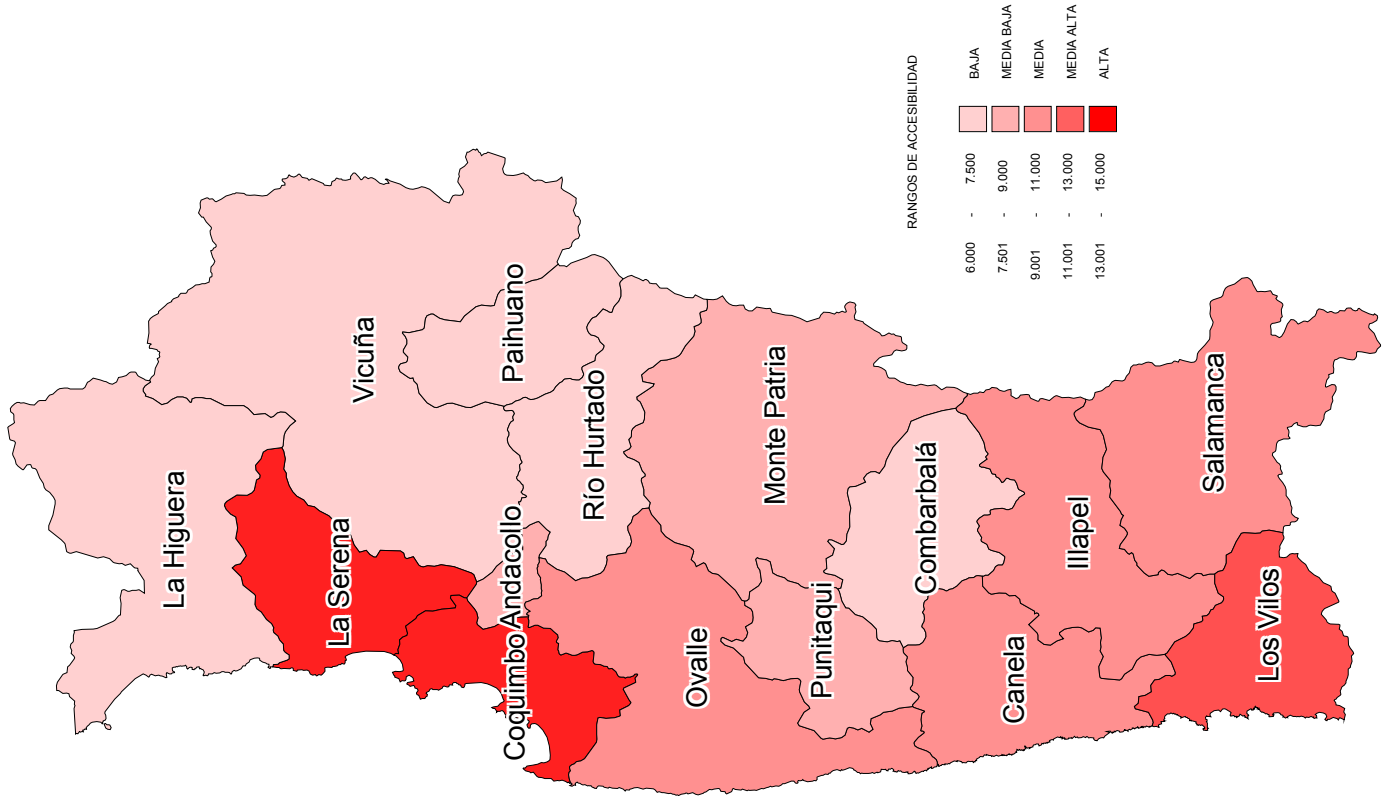 La Higuera
La Serena
Vicuña
Paihuano
Coquimbo
Andacollo
Río Hurtado
Ovalle
Monte Patria
Punitaqui
Combarbalá
Canela
Illapel
Salamanca
Los Vilos
RANGOS DE ACCESIBILIDAD
6.000 - 7.500 BAJA
7.501 - 9.000 MEDIA BAJA
9.001 - 11.000 MEDIA
11.001 - 13.000 MEDIA ALTA
13.001 - 15.000 ALTA